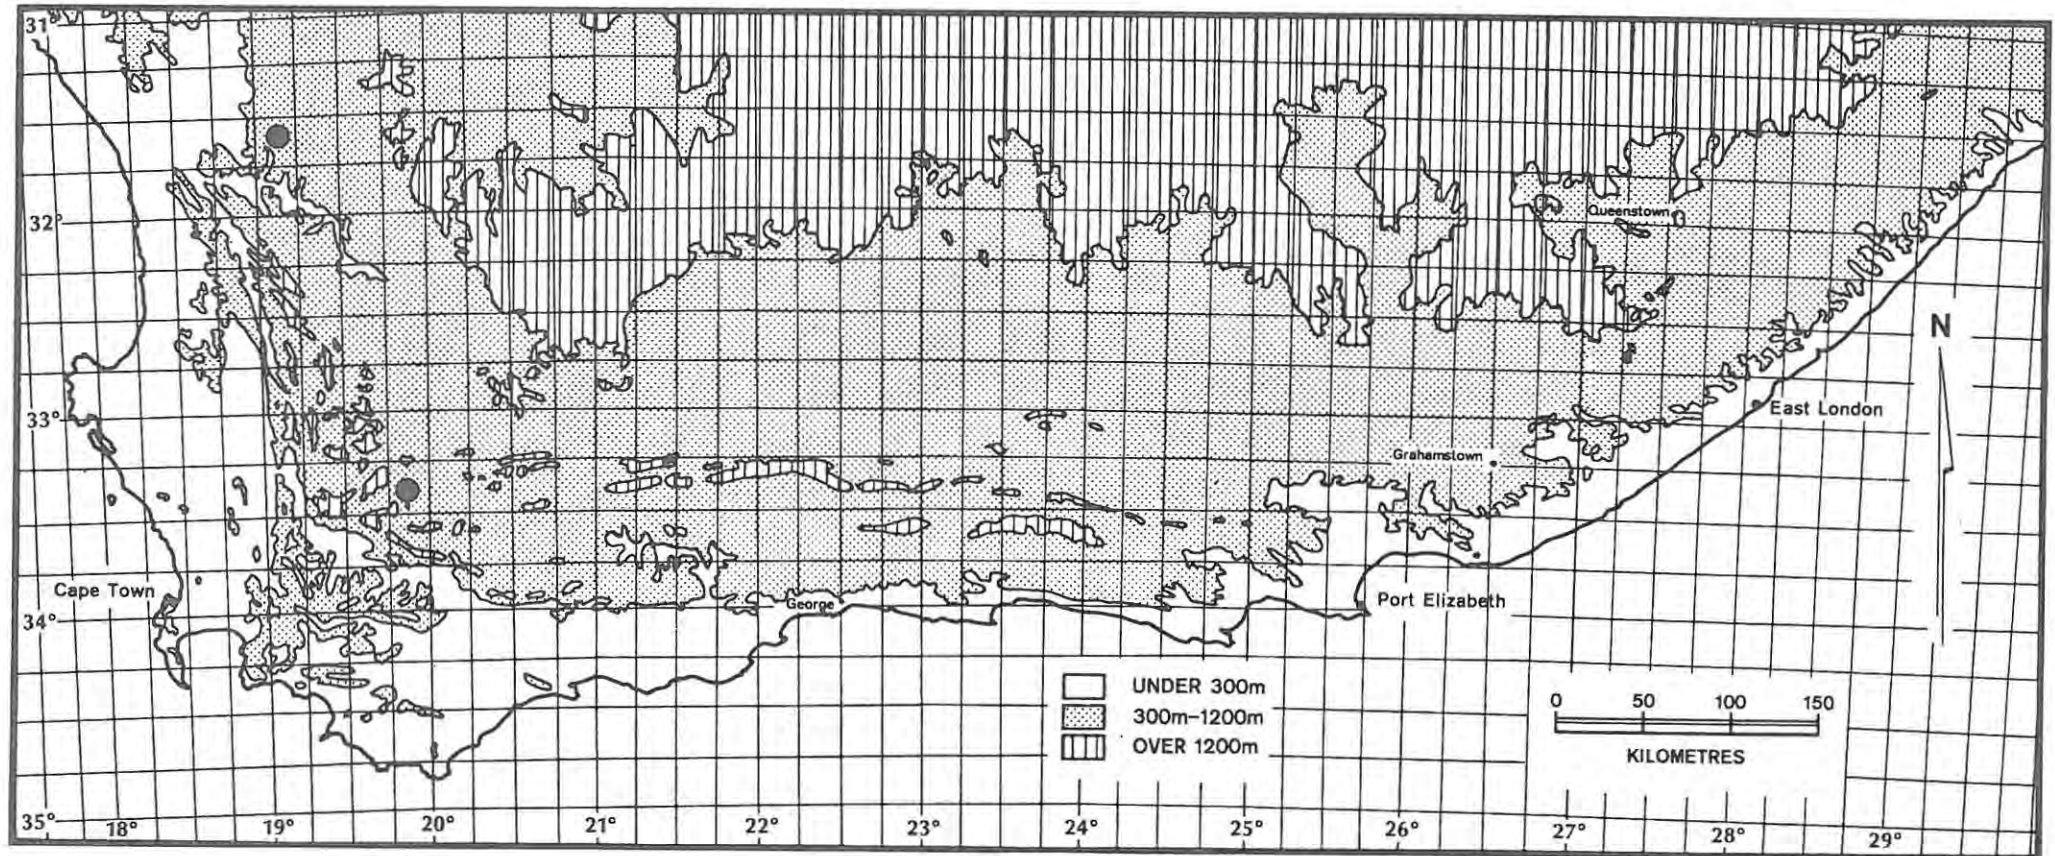 31
32°
Queenstown
N
33°
East London
Grahamstown
Cape Town
George
Port Elizabeth
34°
UNDER 300m
300m-1200m
OVER 1200m
0 50 100 150
KILOMETRES
35°
18° 19° 20° 21° 22° 23° 24° 25° 26° 27° 28° 29°